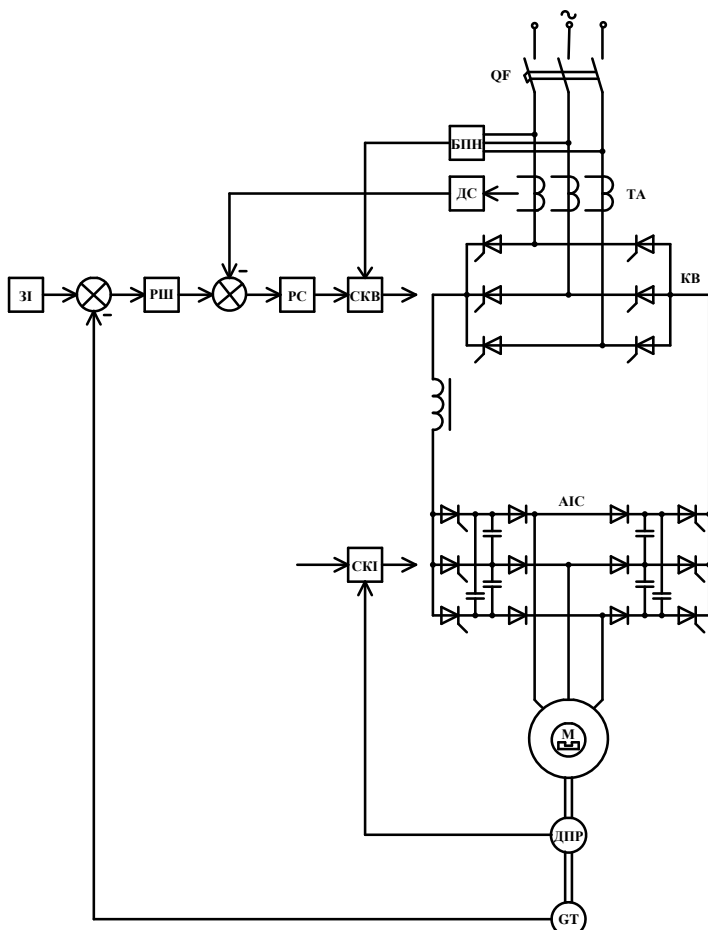 ~
QF
БПН
ДС
ТА
КВ
ЗІ
–
РШ
–
РС
СКВ
АІС
СКІ
М
ДПР
GT